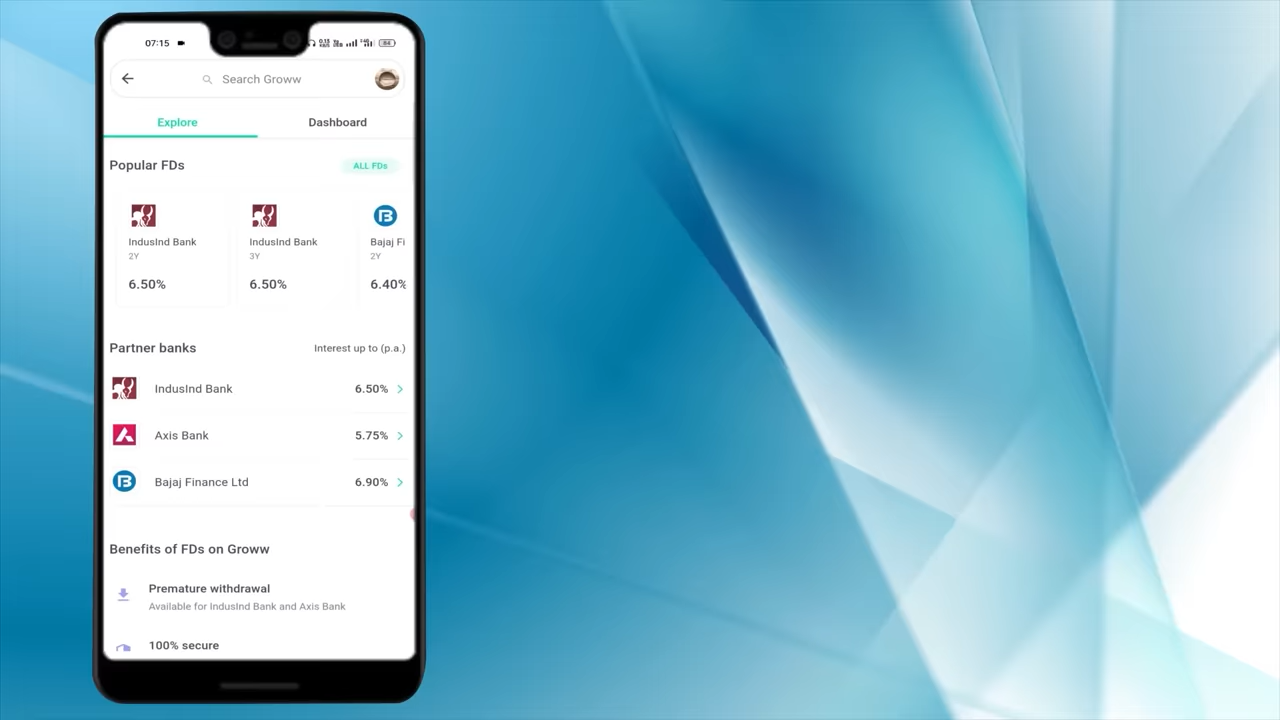 07:15
84
Search Groww
Explore Dashboard
Popular FDs ALL FDs
IndusInd Bank IndusInd Bank Bajaj Fi
2Y 3Y 2Y
6.50% 6.50% 6.40%
Partner banks Interest up to (p.a.)
IndusInd Bank 6.50%
Axis Bank 5.75%
Bajaj Finance Ltd 6.90%
Benefits of FDs on Groww
Premature withdrawal
Available for IndusInd Bank and Axis Bank
100% secure